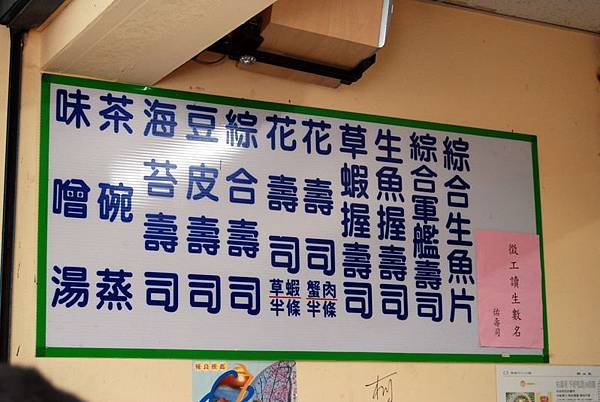 綜合生魚片
綜合軍艦壽司
生魚握壽司
草蝦握壽司
花壽司 蟹肉半條
花壽司 草蝦半條
綜合壽司
豆皮壽司
海苔壽司
茶碗蒸
味噌湯
徵工讀生數名
佑壽司